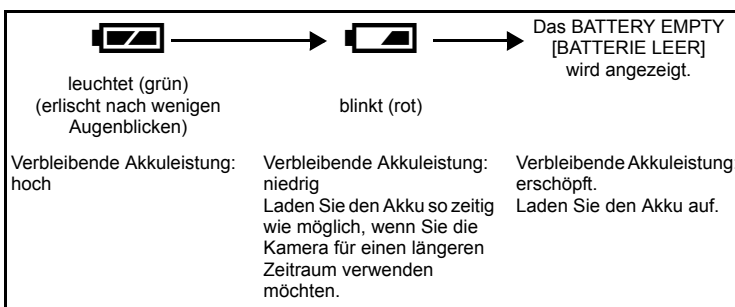 leuchtet (grün)
(erlischt nach wenigen
Augenblicken)
blinkt (rot)
Das BATTERY EMPTY
[BATTERIE LEER]
wird angezeigt.
Verbleibende Akkuleistung:
hoch
Verbleibende Akkuleistung:
niedrig
Laden Sie den Akku so zeitig
wie möglich, wenn Sie die
Kamera für einen längeren
Zeitraum verwenden
möchten.
Verbleibende Akkuleistung:
erschöpft.
Laden Sie den Akku auf.